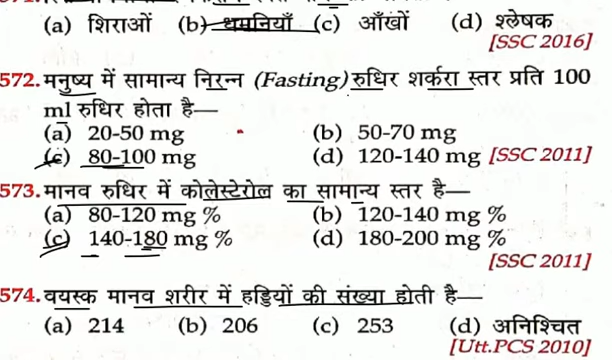 (a) शिराओं (b) धमनियाँ (c) आँखों (d) श्लेषक
[SSC 2016]
572. मनुष्य में सामान्य निरन्न (Fasting) रुधिर शर्करा स्तर प्रति 100
ml रुधिर होता है—
(a) 20-50 mg (b) 50-70 mg
(c) 80-100 mg (d) 120-140 mg [SSC 2011]
573. मानव रुधिर में कोलेस्टेरोल का सामान्य स्तर है—
(a) 80-120 mg % (b) 120-140 mg %
(c) 140-180 mg % (d) 180-200 mg %
[SSC 2011]
574. वयस्क मानव शरीर में हड्डियों की संख्या होती है—
(a) 214 (b) 206 (c) 253 (d) अनिश्चित
[Utt.PCS 2010]